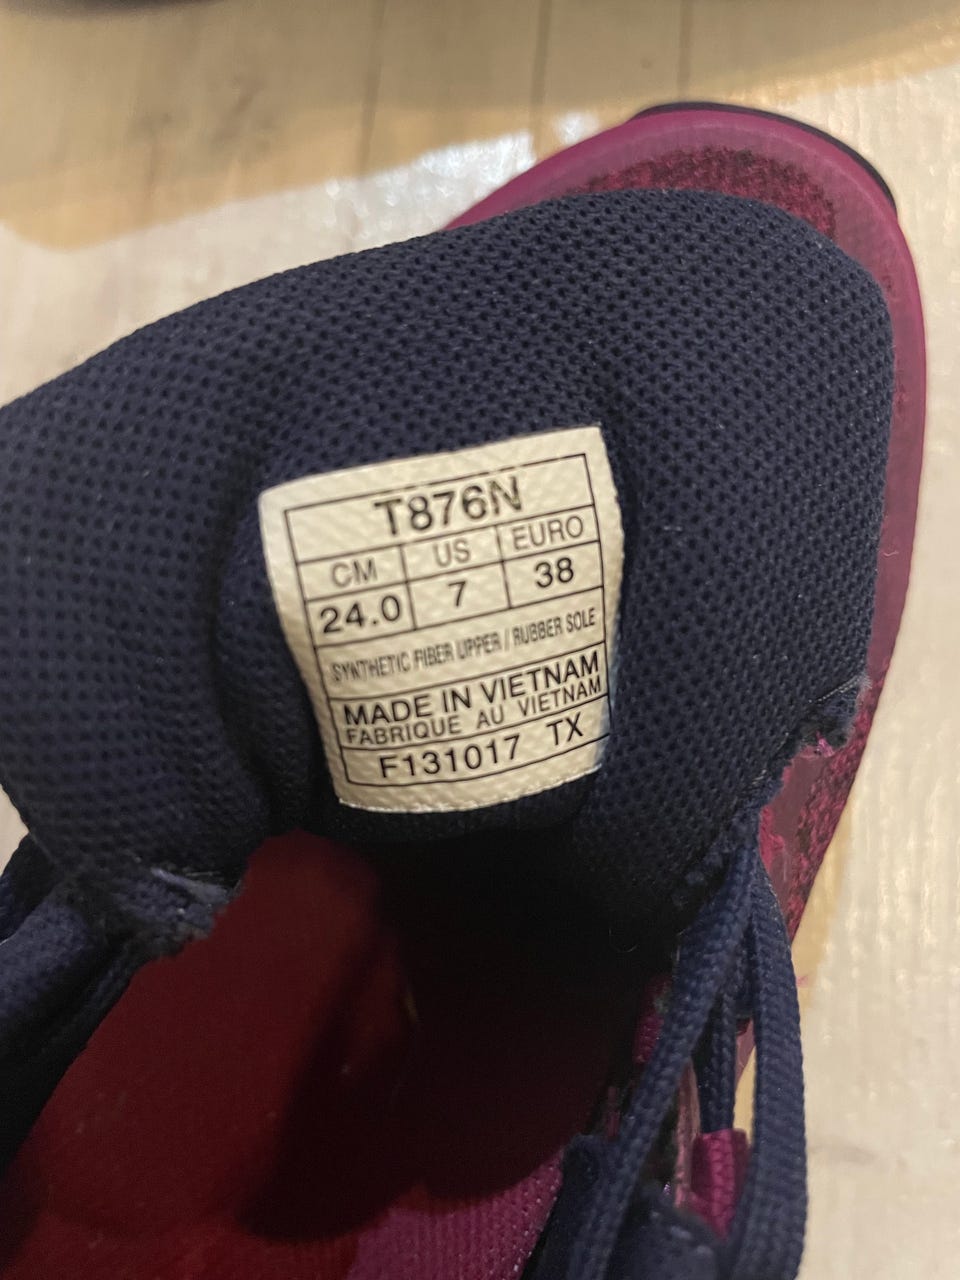 T876N
CM US EURO
24.0 7 38
SYNTHETIC FIBER UPPER / RUBBER SOLE
MADE IN VIETNAM
FABRIQUE AU VIETNAM
F131017 TX